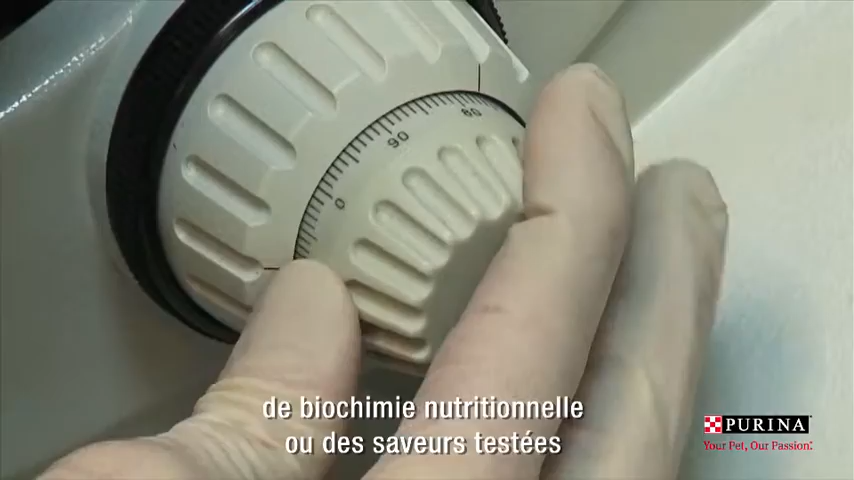 60
90
0
de biochimie nutritionnelle
ou des saveurs testées
PURINA
Your Pet, Our Passion.